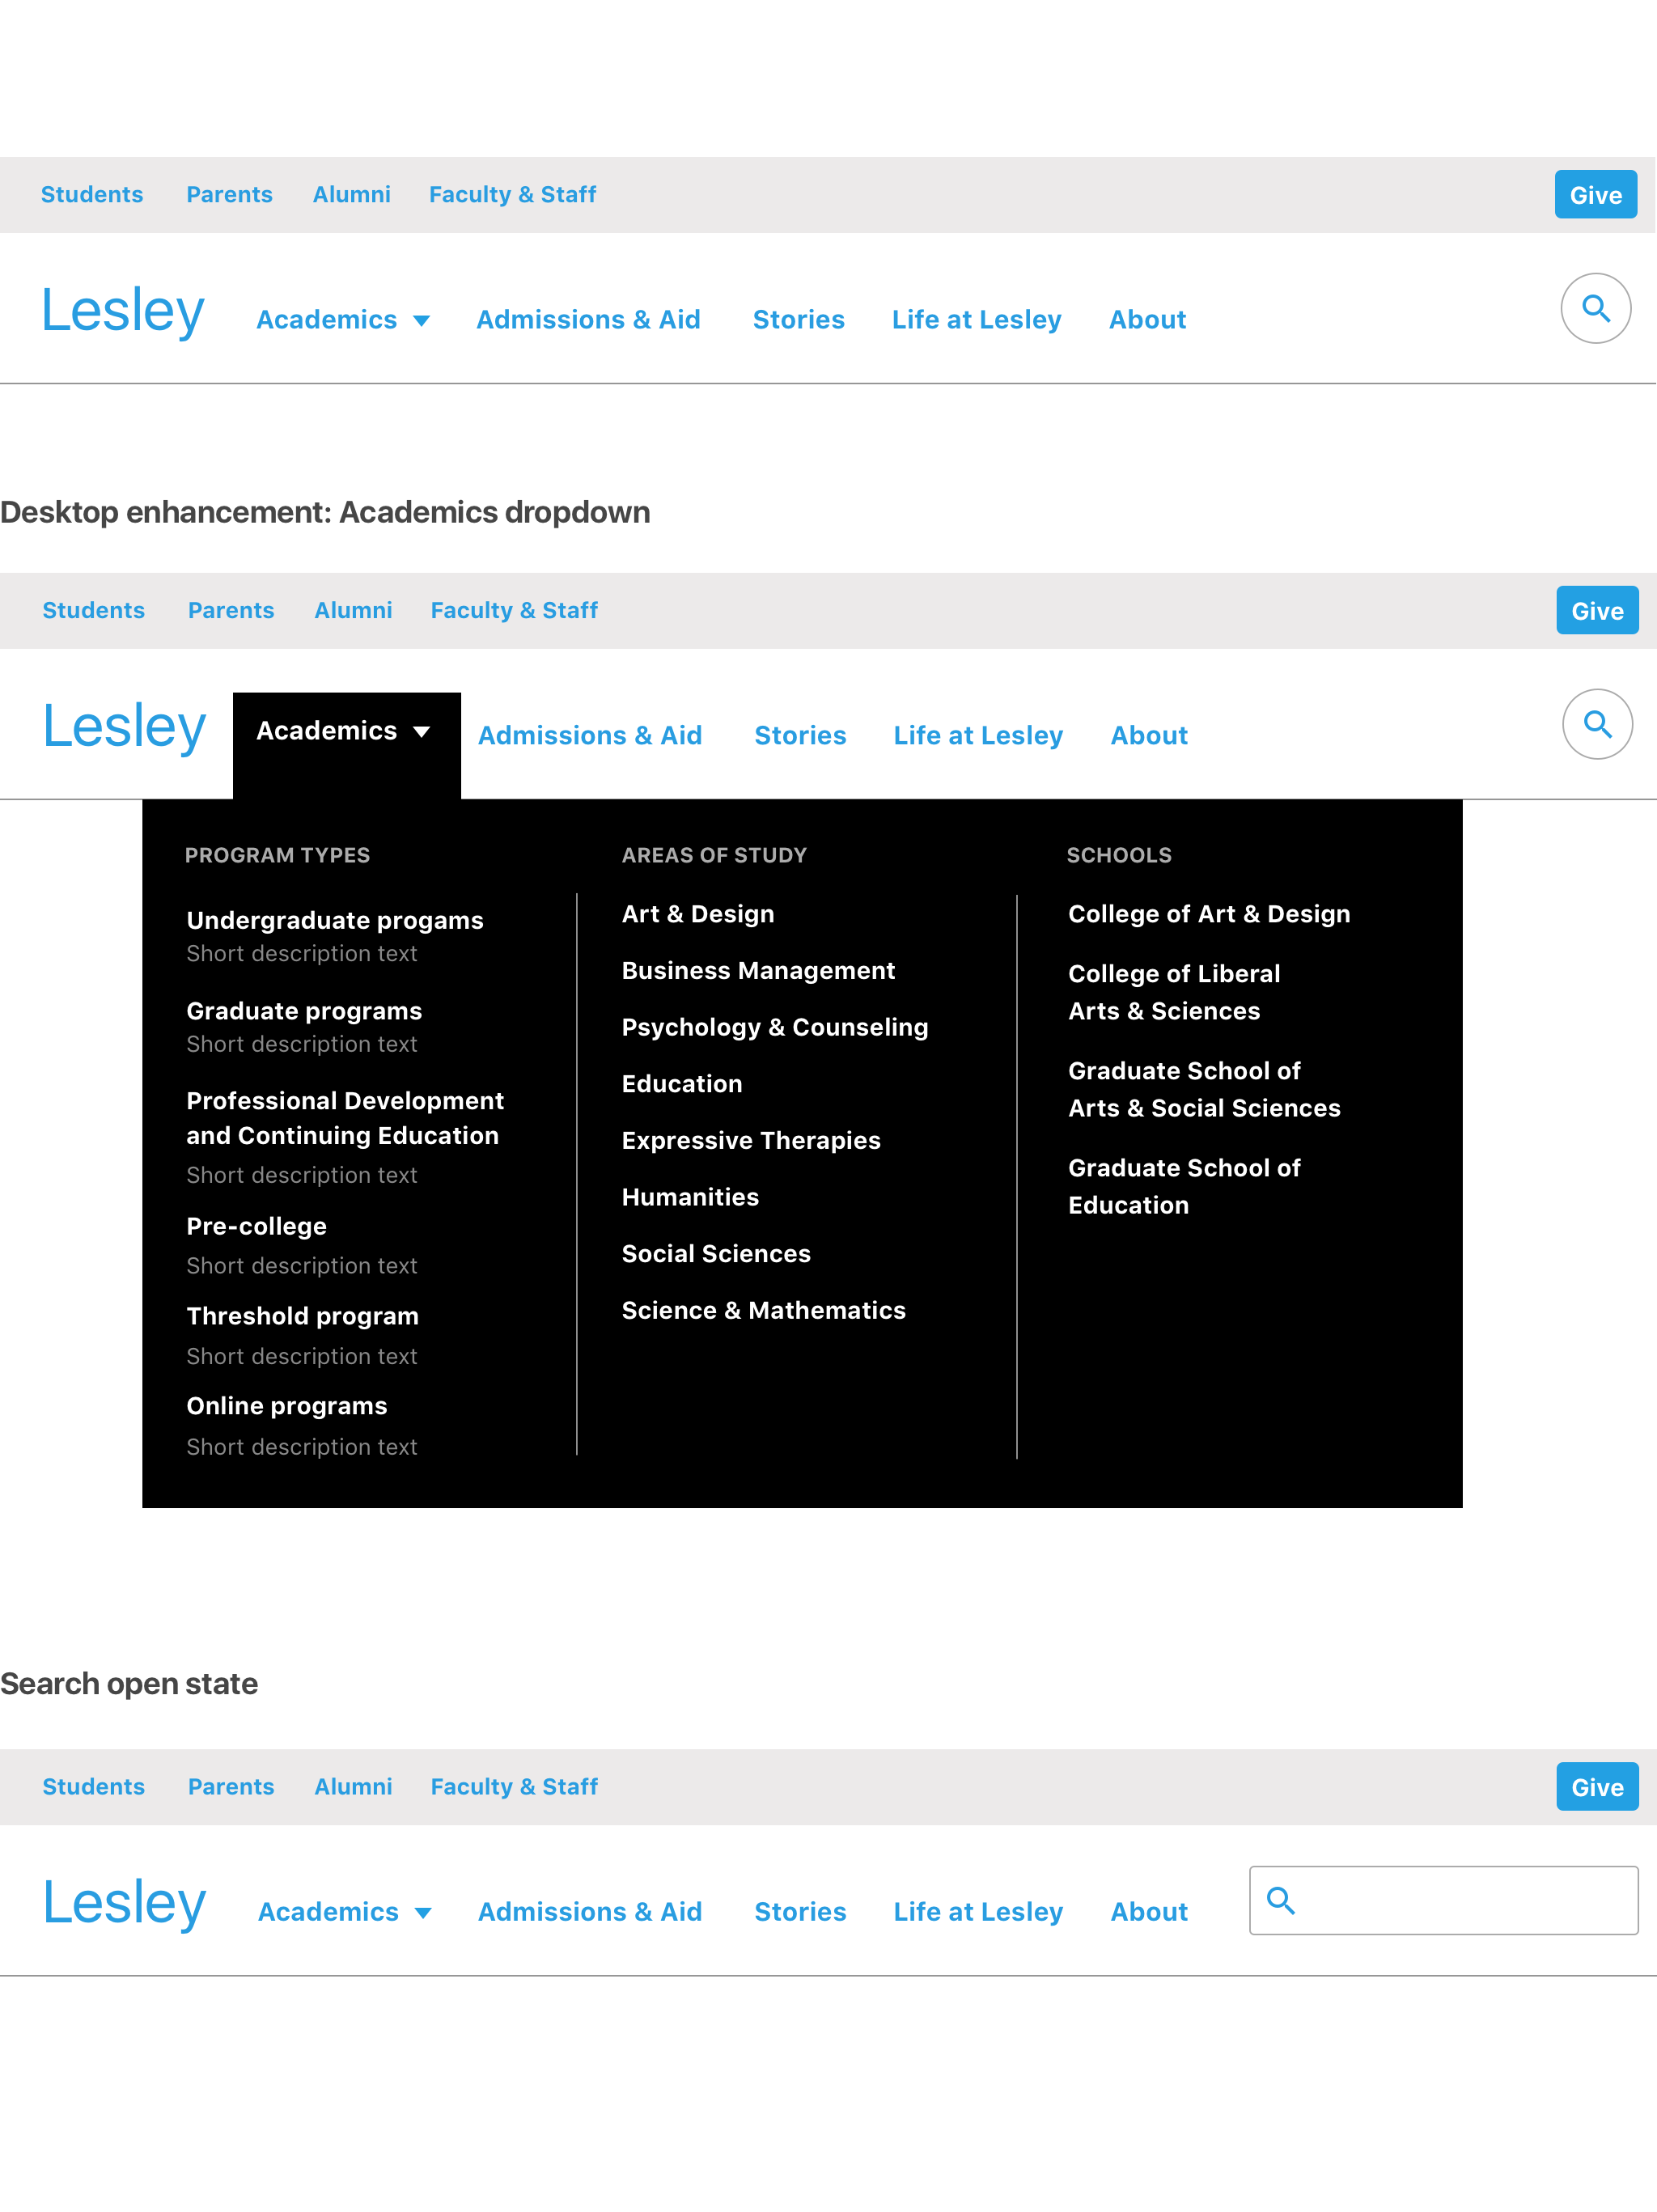 Students Parents Alumni Faculty & Staff Give
Lesley Academics Admissions & Aid Stories Life at Lesley About
Desktop enhancement: Academics dropdown
Students Parents Alumni Faculty & Staff Give
Lesley Academics Admissions & Aid Stories Life at Lesley About
PROGRAM TYPES
Undergraduate progams
Short description text
Graduate programs
Short description text
Professional Development
and Continuing Education
Short description text
Pre-college
Short description text
Threshold program
Short description text
Online programs
Short description text
AREAS OF STUDY
Art & Design
Business Management
Psychology & Counseling
Education
Expressive Therapies
Humanities
Social Sciences
Science & Mathematics
SCHOOLS
College of Art & Design
College of Liberal
Arts & Sciences
Graduate School of
Arts & Social Sciences
Graduate School of
Education
Search open state
Students Parents Alumni Faculty & Staff Give
Lesley Academics Admissions & Aid Stories Life at Lesley About